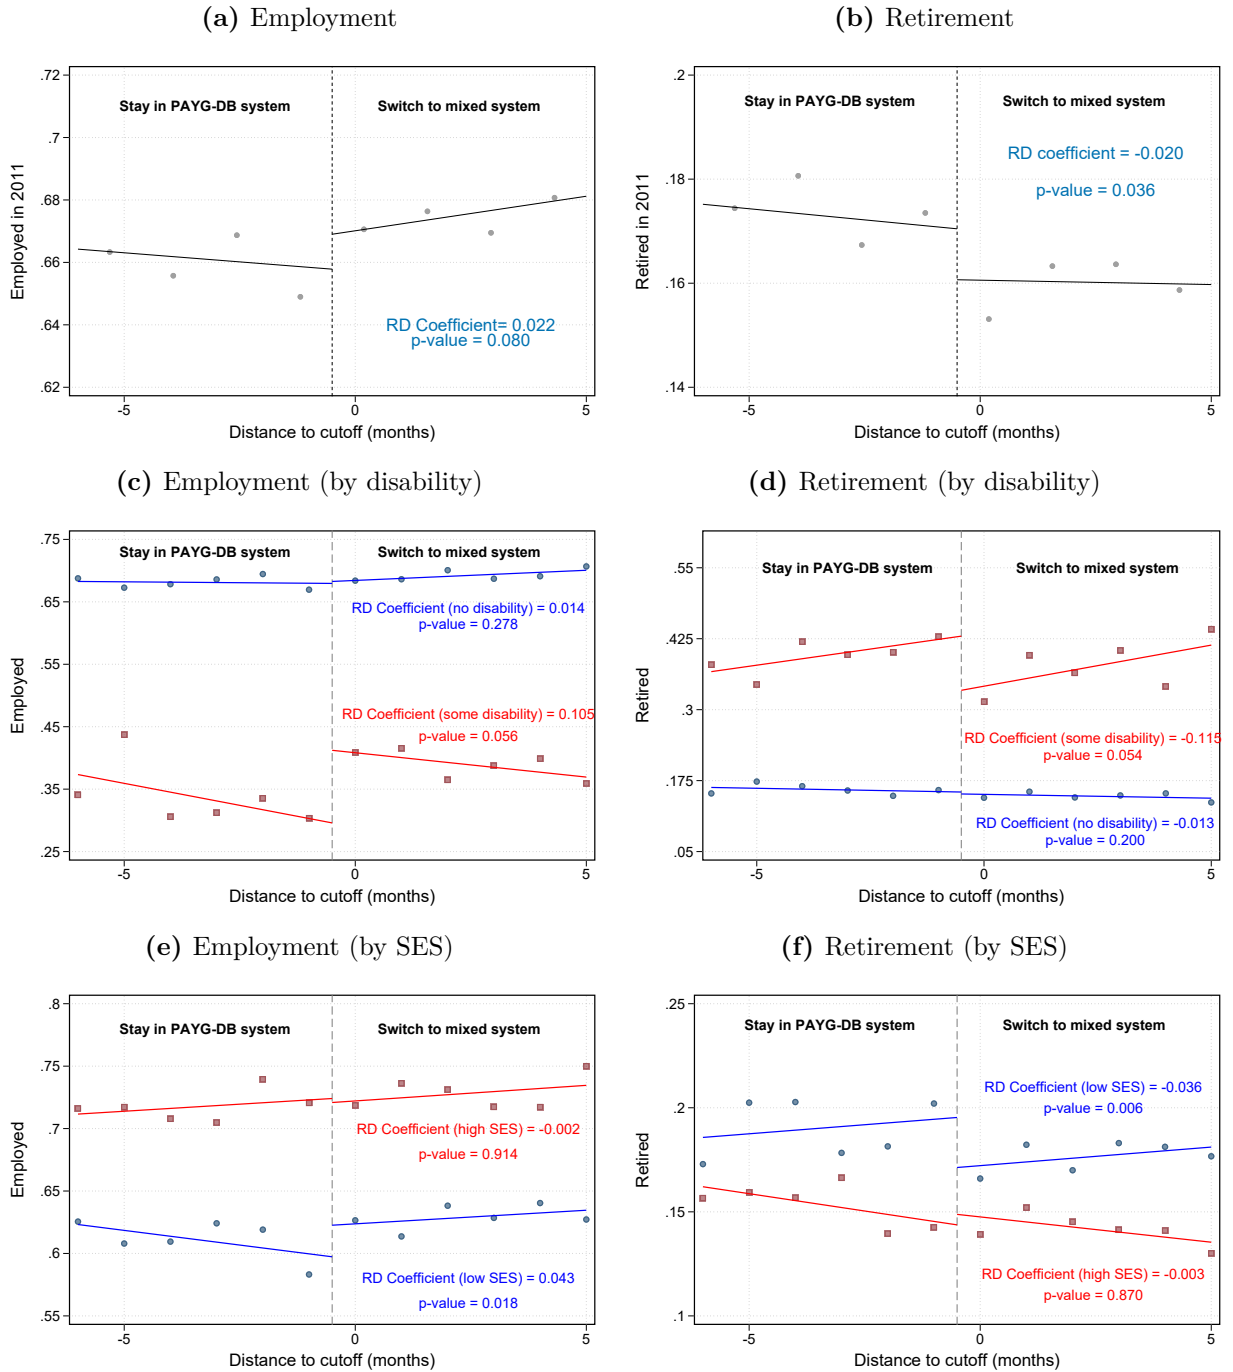 (a) Employment
.72
.7
.68
.66
.64
.62
Employed in 2011
Stay in PAYG-DB system
Switch to mixed system
RD Coefficient= 0.022
p-value = 0.080
-5
0
5
Distance to cutoff (months)
(b) Retirement
.2
.18
.16
.14
Retired in 2011
Stay in PAYG-DB system
Switch to mixed system
RD coefficient = -0.020
p-value = 0.036
-5
0
5
Distance to cutoff (months)
(c) Employment (by disability)
.75
.65
.55
.45
.35
.25
Employed
Stay in PAYG-DB system
Switch to mixed system
RD Coefficient (no disability) = 0.014
p-value = 0.278
RD Coefficient (some disability) = 0.105
p-value = 0.056
-5
0
5
Distance to cutoff (months)
(d) Retirement (by disability)
.55
.425
.3
.175
.05
Retired
Stay in PAYG-DB system
Switch to mixed system
RD Coefficient (some disability) = -0.115
p-value = 0.054
RD Coefficient (no disability) = -0.013
p-value = 0.200
-5
0
5
Distance to cutoff (months)
(e) Employment (by SES)
.8
.75
.7
.65
.6
.55
Employed
Stay in PAYG-DB system
Switch to mixed system
RD Coefficient (high SES) = -0.002
p-value = 0.914
RD Coefficient (low SES) = 0.043
p-value = 0.018
-5
0
5
Distance to cutoff (months)
(f) Retirement (by SES)
.25
.2
.15
.1
Retired
Stay in PAYG-DB system
Switch to mixed system
RD Coefficient (low SES) = -0.036
p-value = 0.006
RD Coefficient (high SES) = -0.003
p-value = 0.870
-5
0
5
Distance to cutoff (months)